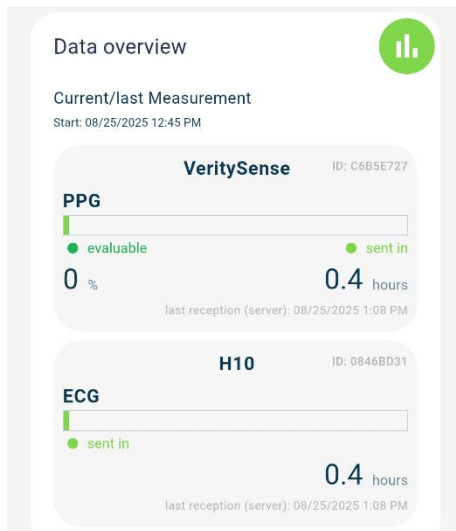 Data overview
Current/last Measurement
Start: 08/25/2025 12:45 PM
VeritySense ID: C6B5E727
PPG
evaluable sent in
0 % 0.4 hours
last reception (server): 08/25/2025 1:08 PM
H10 ID: 0846BD31
ECG
sent in
0.4 hours
last reception (server): 08/25/2025 1:08 PM